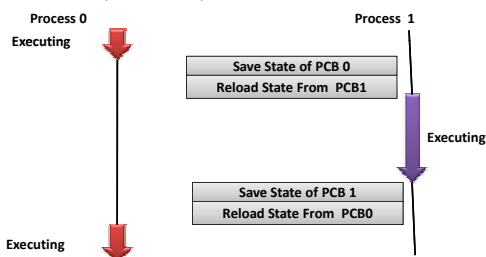 Process 0
Process 1
Executing
Save State of PCB 0
Reload State From PCB1
Executing
Save State of PCB 1
Reload State From PCB0
Executing